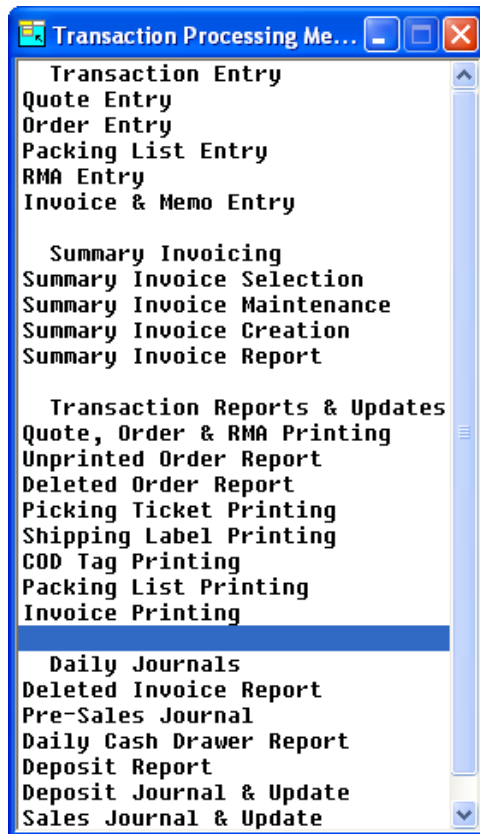 Transaction Processing Me...
Transaction Entry
Quote Entry
Order Entry
Packing List Entry
RMA Entry
Invoice & Memo Entry
Summary Invoicing
Summary Invoice Selection
Summary Invoice Maintenance
Summary Invoice Creation
Summary Invoice Report
Transaction Reports & Updates
Quote, Order & RMA Printing
Unprinted Order Report
Deleted Order Report
Picking Ticket Printing
Shipping Label Printing
COD Tag Printing
Packing List Printing
Invoice Printing
Daily Journals
Deleted Invoice Report
Pre-Sales Journal
Daily Cash Drawer Report
Deposit Report
Deposit Journal & Update
Sales Journal & Update